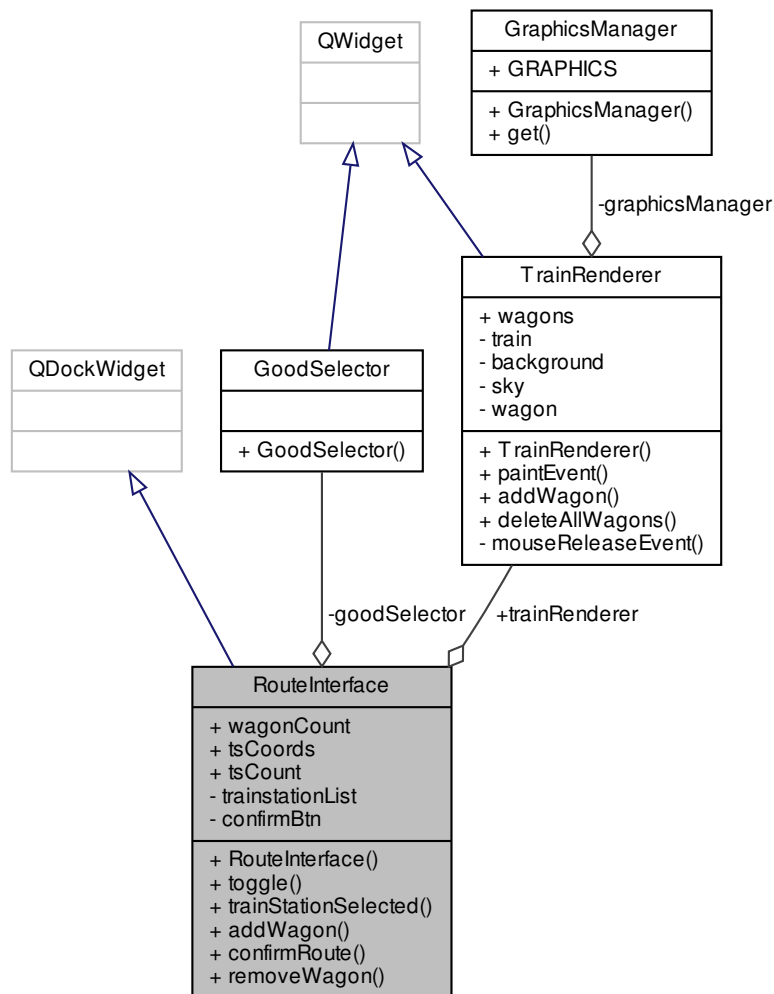 QWidget
GraphicsManager
+ GRAPHICS
+ GraphicsManager()
+ get()
-graphicsManager
TrainRenderer
+ wagons
- train
- background
- sky
- wagon
+ TrainRenderer()
+ paintEvent()
+ addWagon()
+ deleteAllWagons()
- mouseReleaseEvent()
QDockWidget
GoodSelector
+ GoodSelector()
-goodSelector
+trainRenderer
RouteInterface
+ wagonCount
+ tsCoords
+ tsCount
- trainstationList
- confirmBtn
+ RouteInterface()
+ toggle()
+ trainStationSelected()
+ addWagon()
+ confirmRoute()
+ removeWagon()